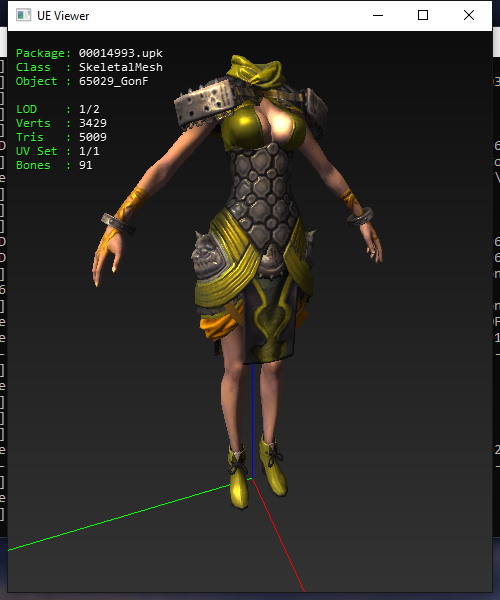 UE Viewer
Package: 00014993.upk
Class : SkeletalMesh
Object : 65029_GonF
LOD : 1/2
Verts : 3429
Tris : 5009
UV Set : 1/1
Bones : 91